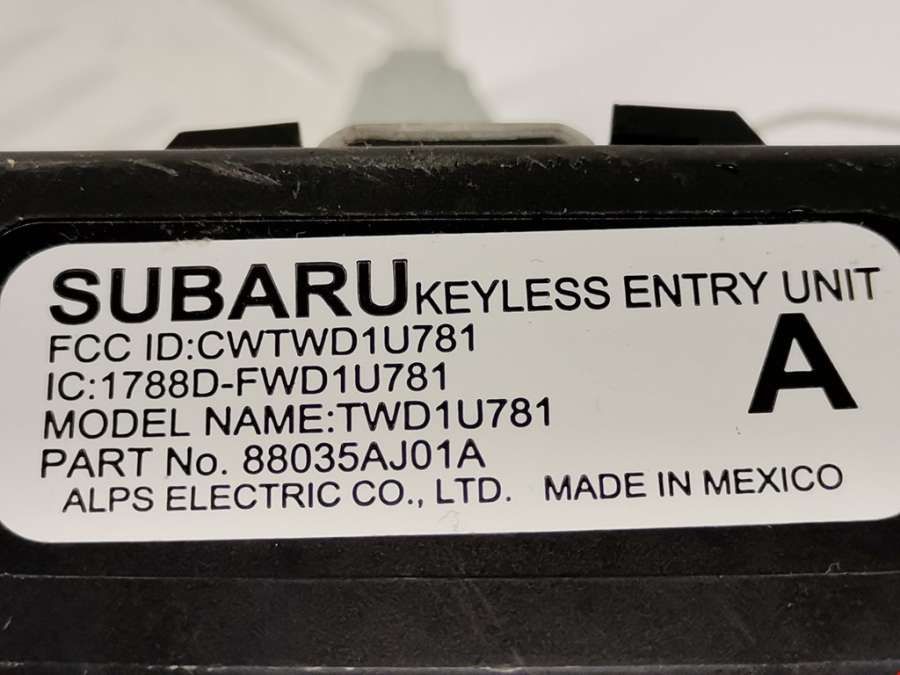 SUBARU KEYLESS ENTRY UNIT
FCC ID:CWTWD1U781
IC:1788D-FWD1U781
MODEL NAME:TWD1U781
A
PART No. 88035AJ01A
ALPS ELECTRIC CO., LTD. MADE IN MEXICO